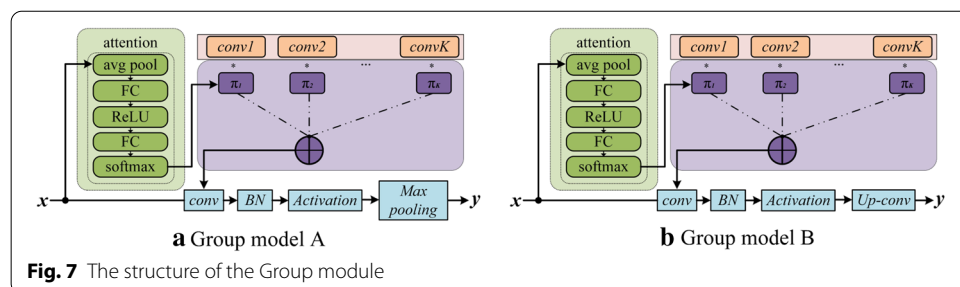 attention
avg pool
FC
ReLU
FC
softmax
conv1 conv2 convK
* * ... *
π₁ π₂ πₖ
x conv BN Activation Max pooling y
a Group model A
attention
avg pool
FC
ReLU
FC
softmax
conv1 conv2 convK
* * ... *
π₁ π₂ πₖ
x conv BN Activation Up-conv y
b Group model B
Fig. 7 The structure of the Group module